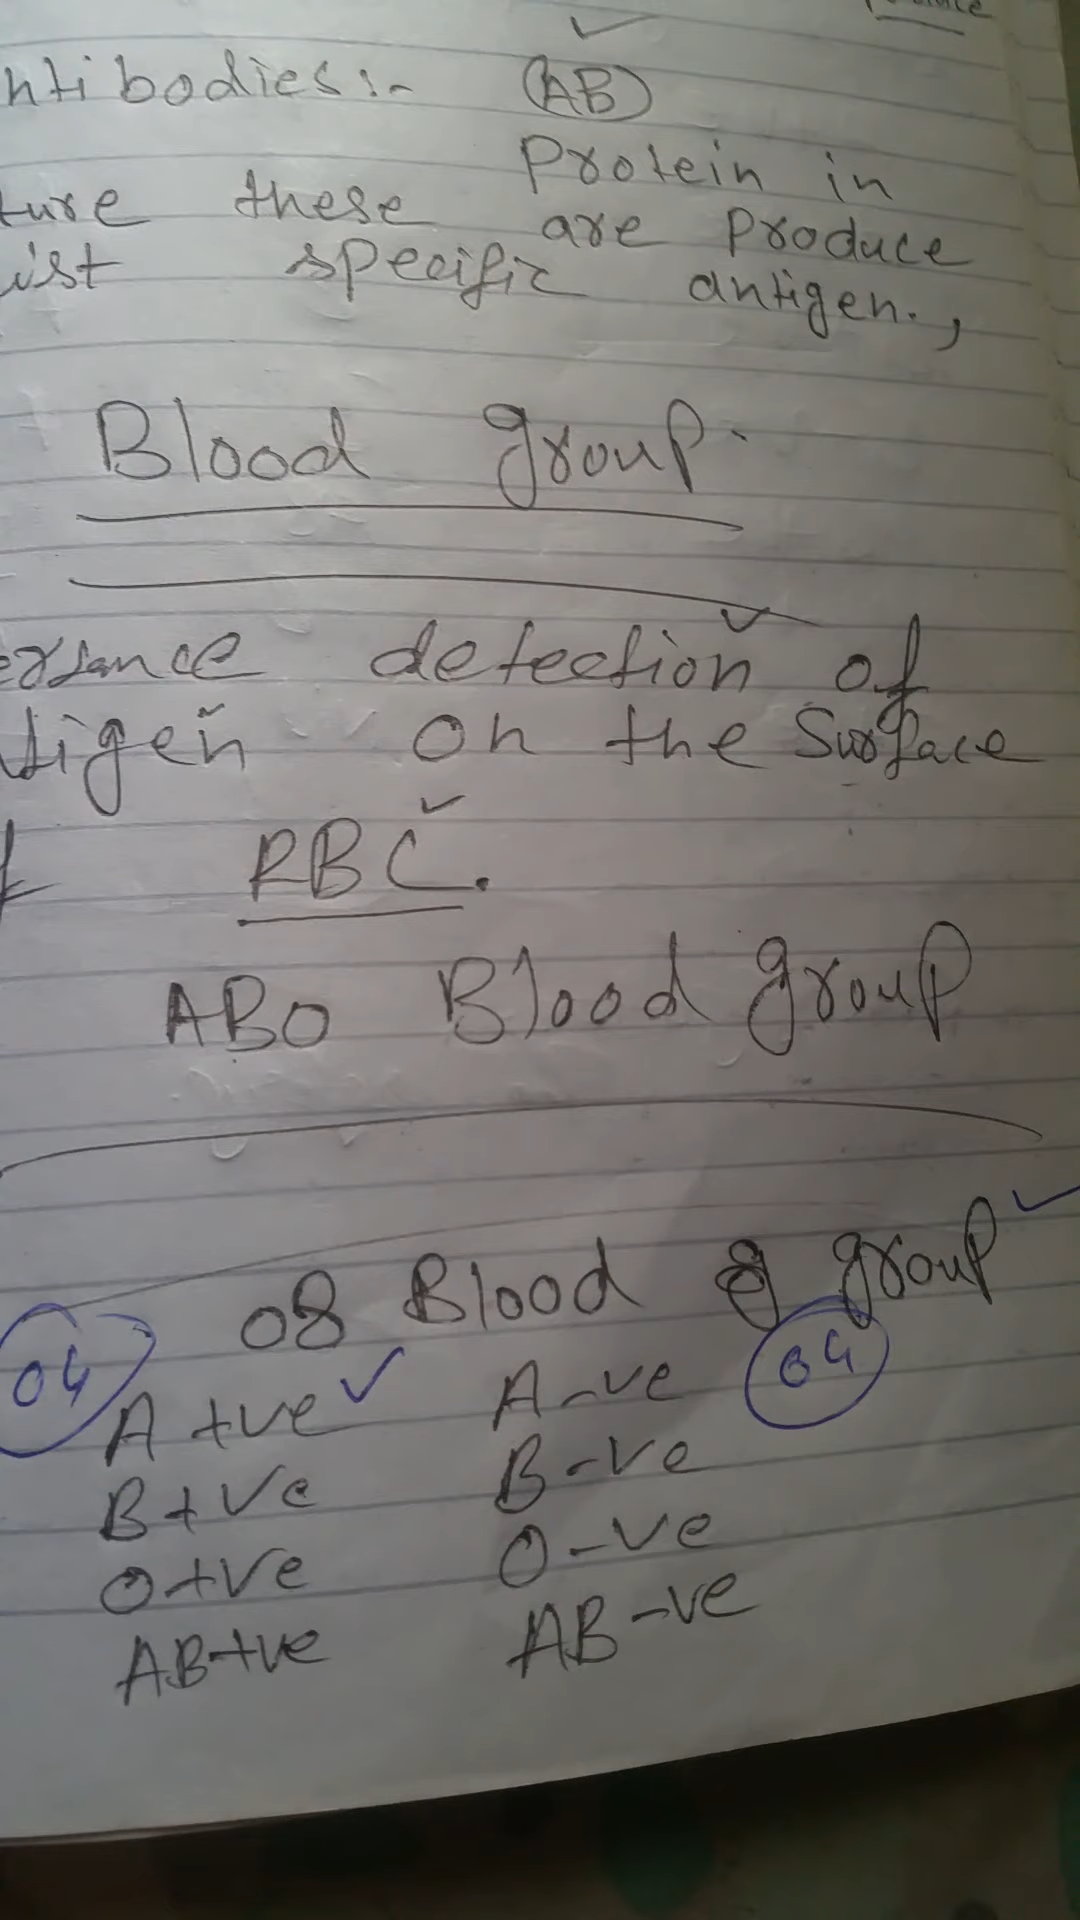 ntibodies:- (AB)
Protein in
ture these are Produce
ist specific antigen.,
Blood group
detection of
tigen on the Surface
f RBC.
ABO Blood group
08 Blood g group
04 04
A +ve A -ve
B +ve B -ve
O +ve O -ve
AB +ve AB -ve